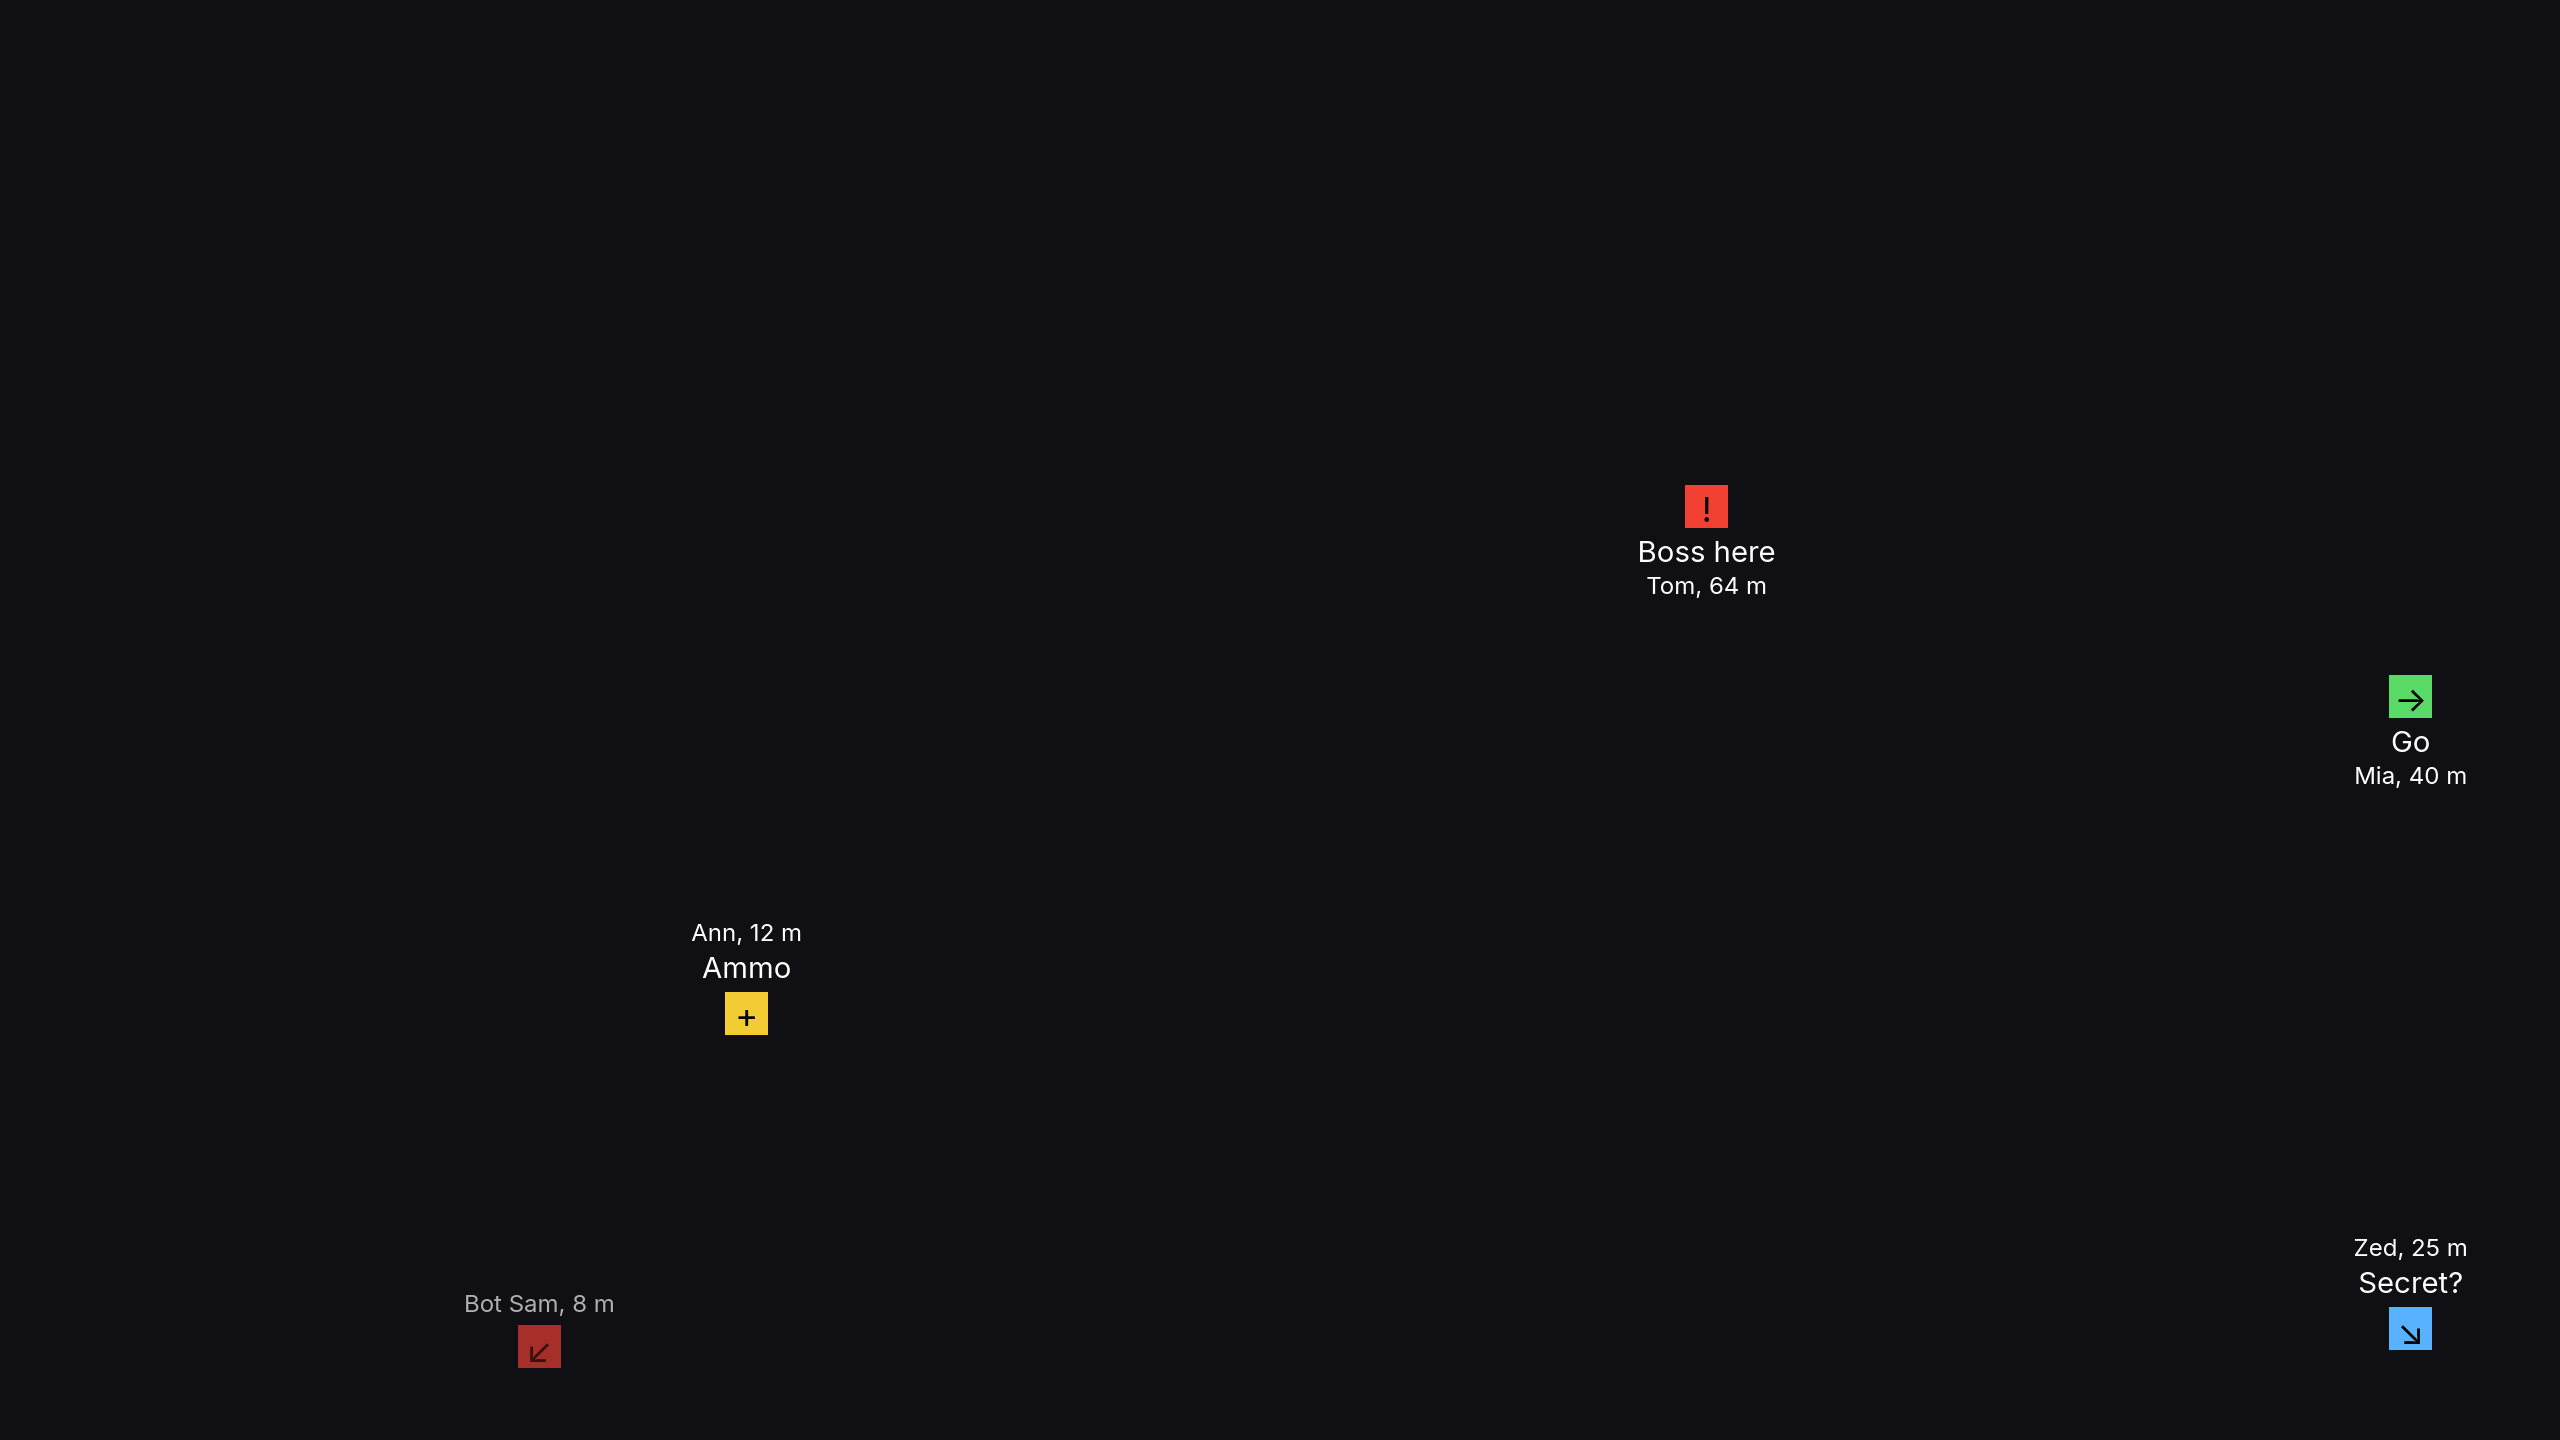 !
Boss here
Tom, 64 m
→
Go
Mia, 40 m
Ann, 12 m
Ammo
+
Zed, 25 m
Secret?
↘
Bot Sam, 8 m
↙